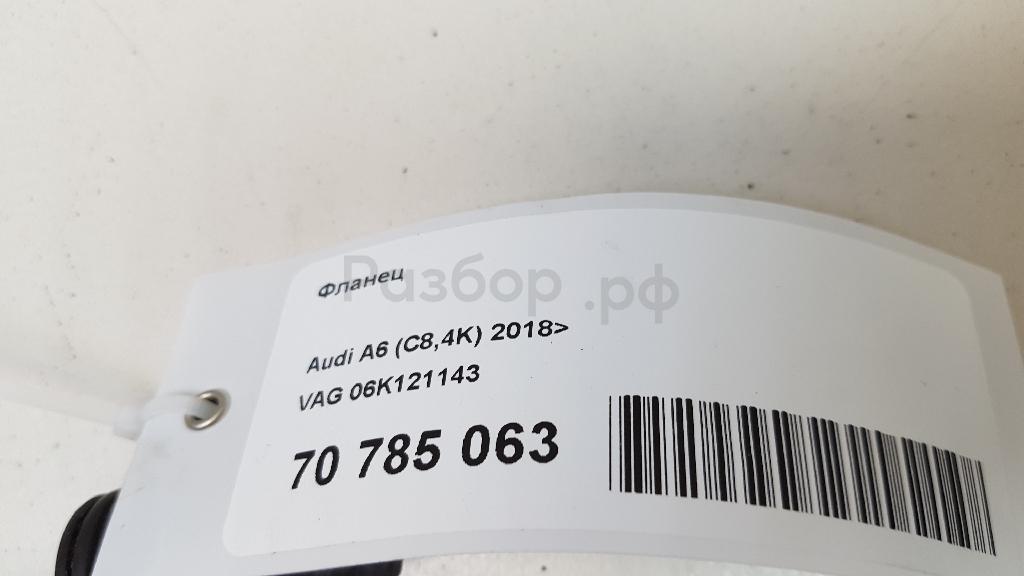 Фланец
Разбор.рф
Audi A6 (C8,4K) 2018>
VAG 06K121143
70 785 063